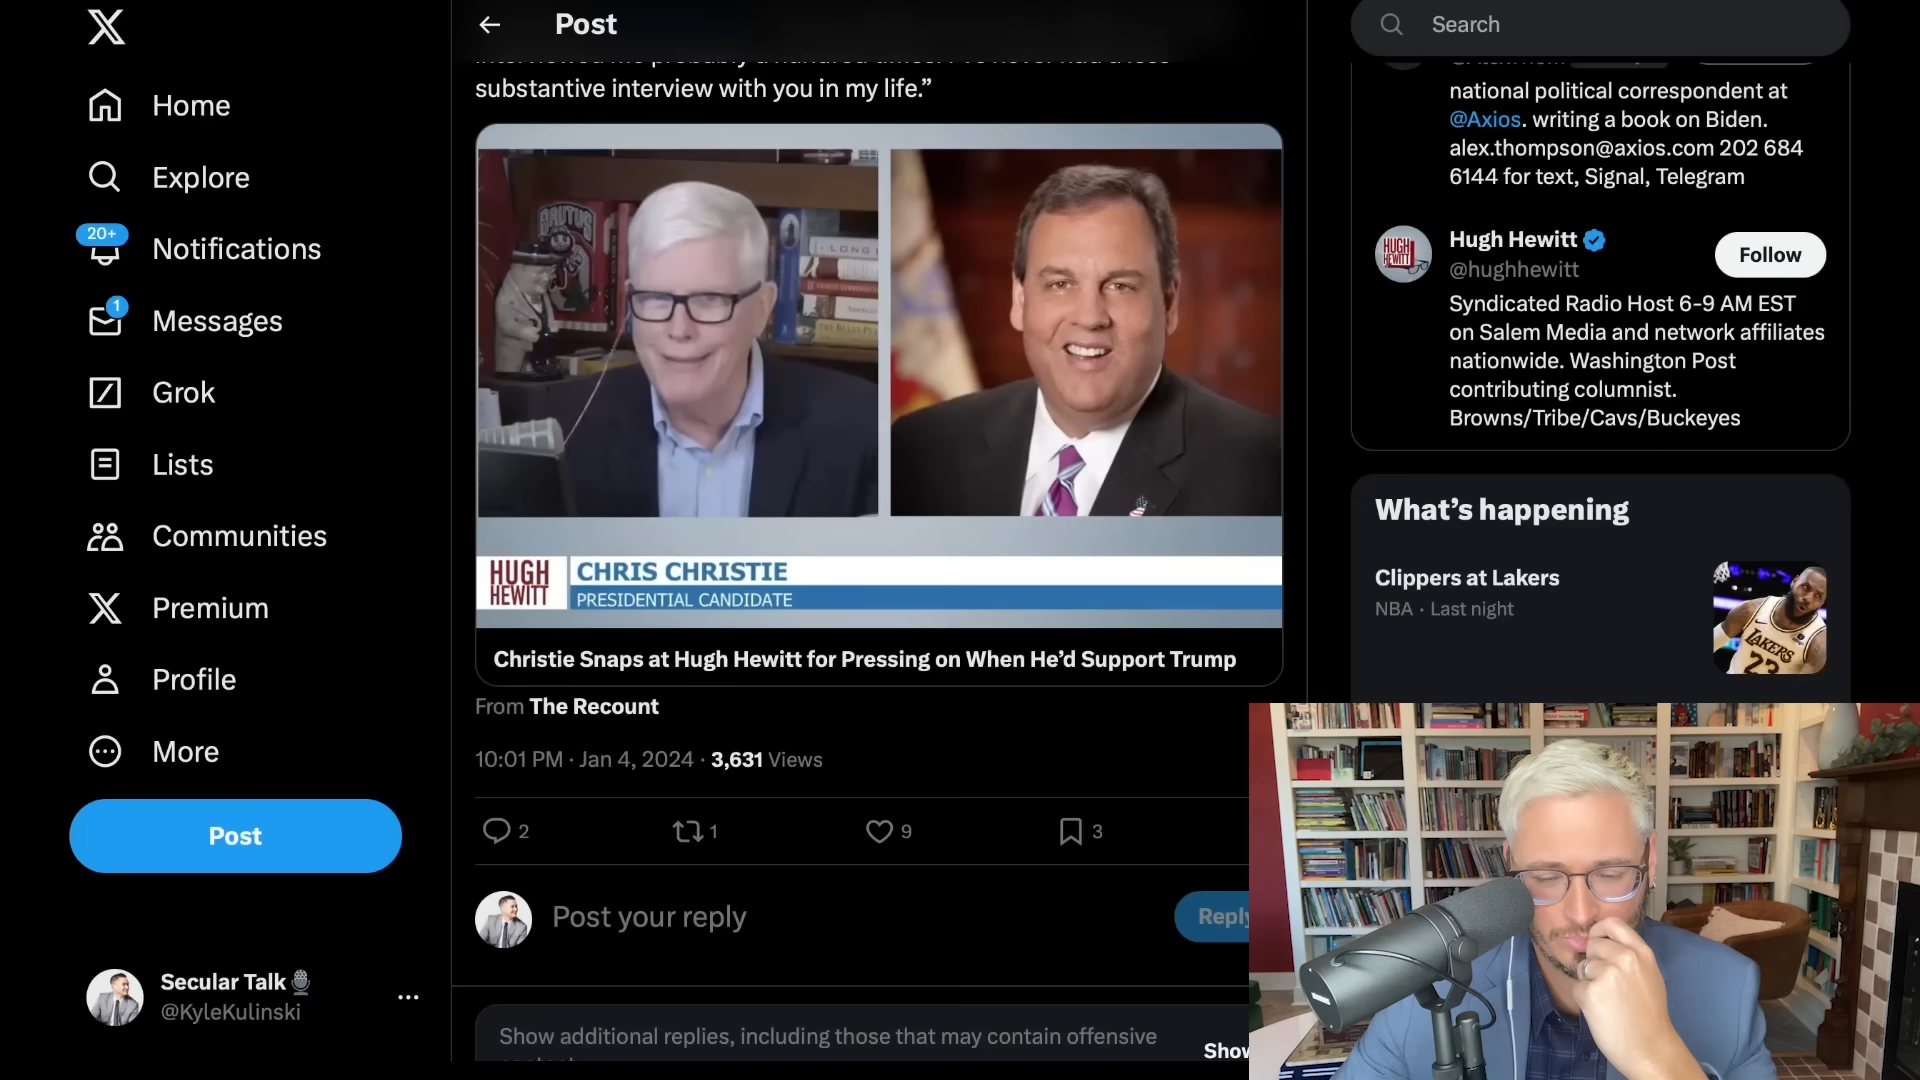 Home
Explore
20+
Notifications
1
Messages
Grok
Lists
Communities
Premium
Profile
More
Post
Secular Talk
@KyleKulinski
Post
substantive interview with you in my life.”
HUGH HEWITT
CHRIS CHRISTIE
PRESIDENTIAL CANDIDATE
Christie Snaps at Hugh Hewitt for Pressing on When He’d Support Trump
From The Recount
10:01 PM · Jan 4, 2024 · 3,631 Views
2
1
9
3
Post your reply
Reply
Show additional replies, including those that may contain offensive
Show
Search
national political correspondent at
@Axios. writing a book on Biden.
alex.thompson@axios.com 202 684
6144 for text, Signal, Telegram
HUGH HEWITT
Hugh Hewitt
@hughhewitt
Follow
Syndicated Radio Host 6-9 AM EST
on Salem Media and network affiliates
nationwide. Washington Post
contributing columnist.
Browns/Tribe/Cavs/Buckeyes
What’s happening
Clippers at Lakers
NBA · Last night
LAKERS
23